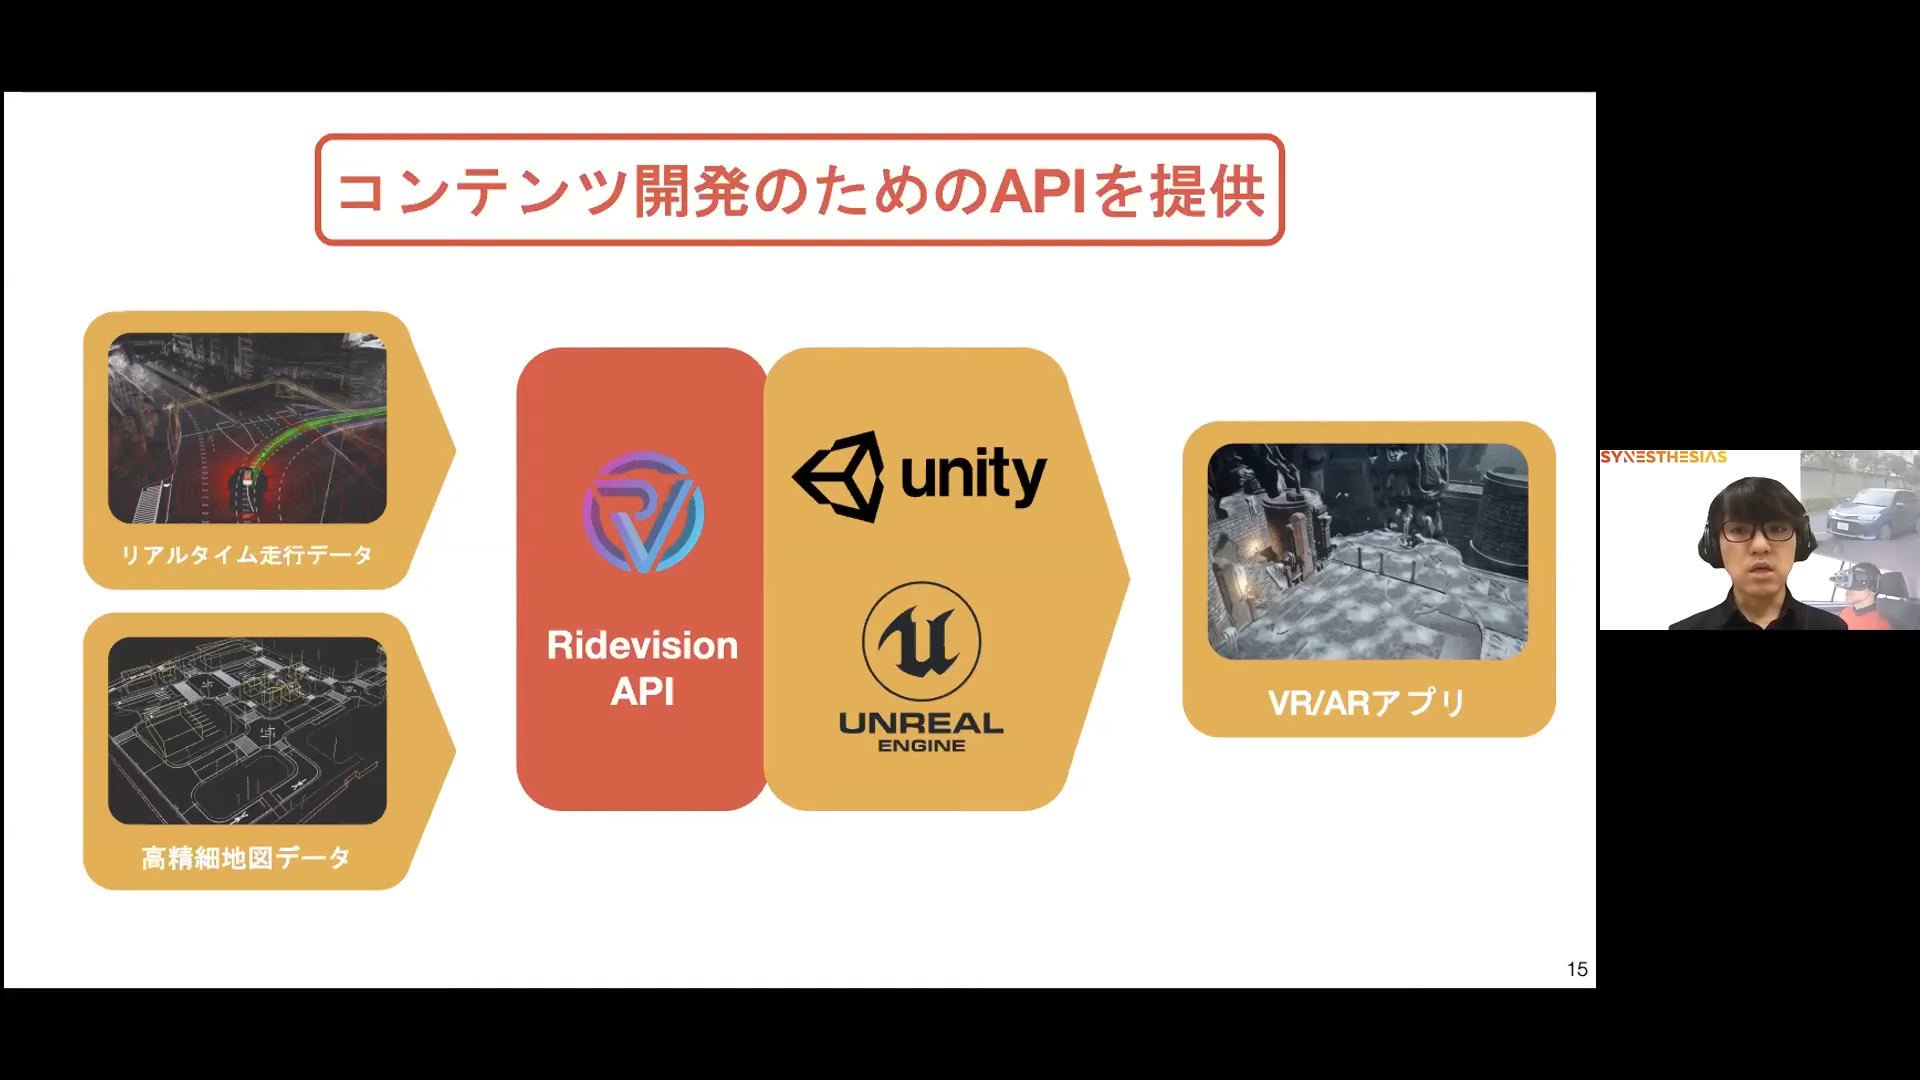 コンテンツ開発のためのAPIを提供
リアルタイム走行データ
高精細地図データ
Ridevision
API
unity
UNREAL
ENGINE
VR/ARアプリ
15
SYNESTHESIAS